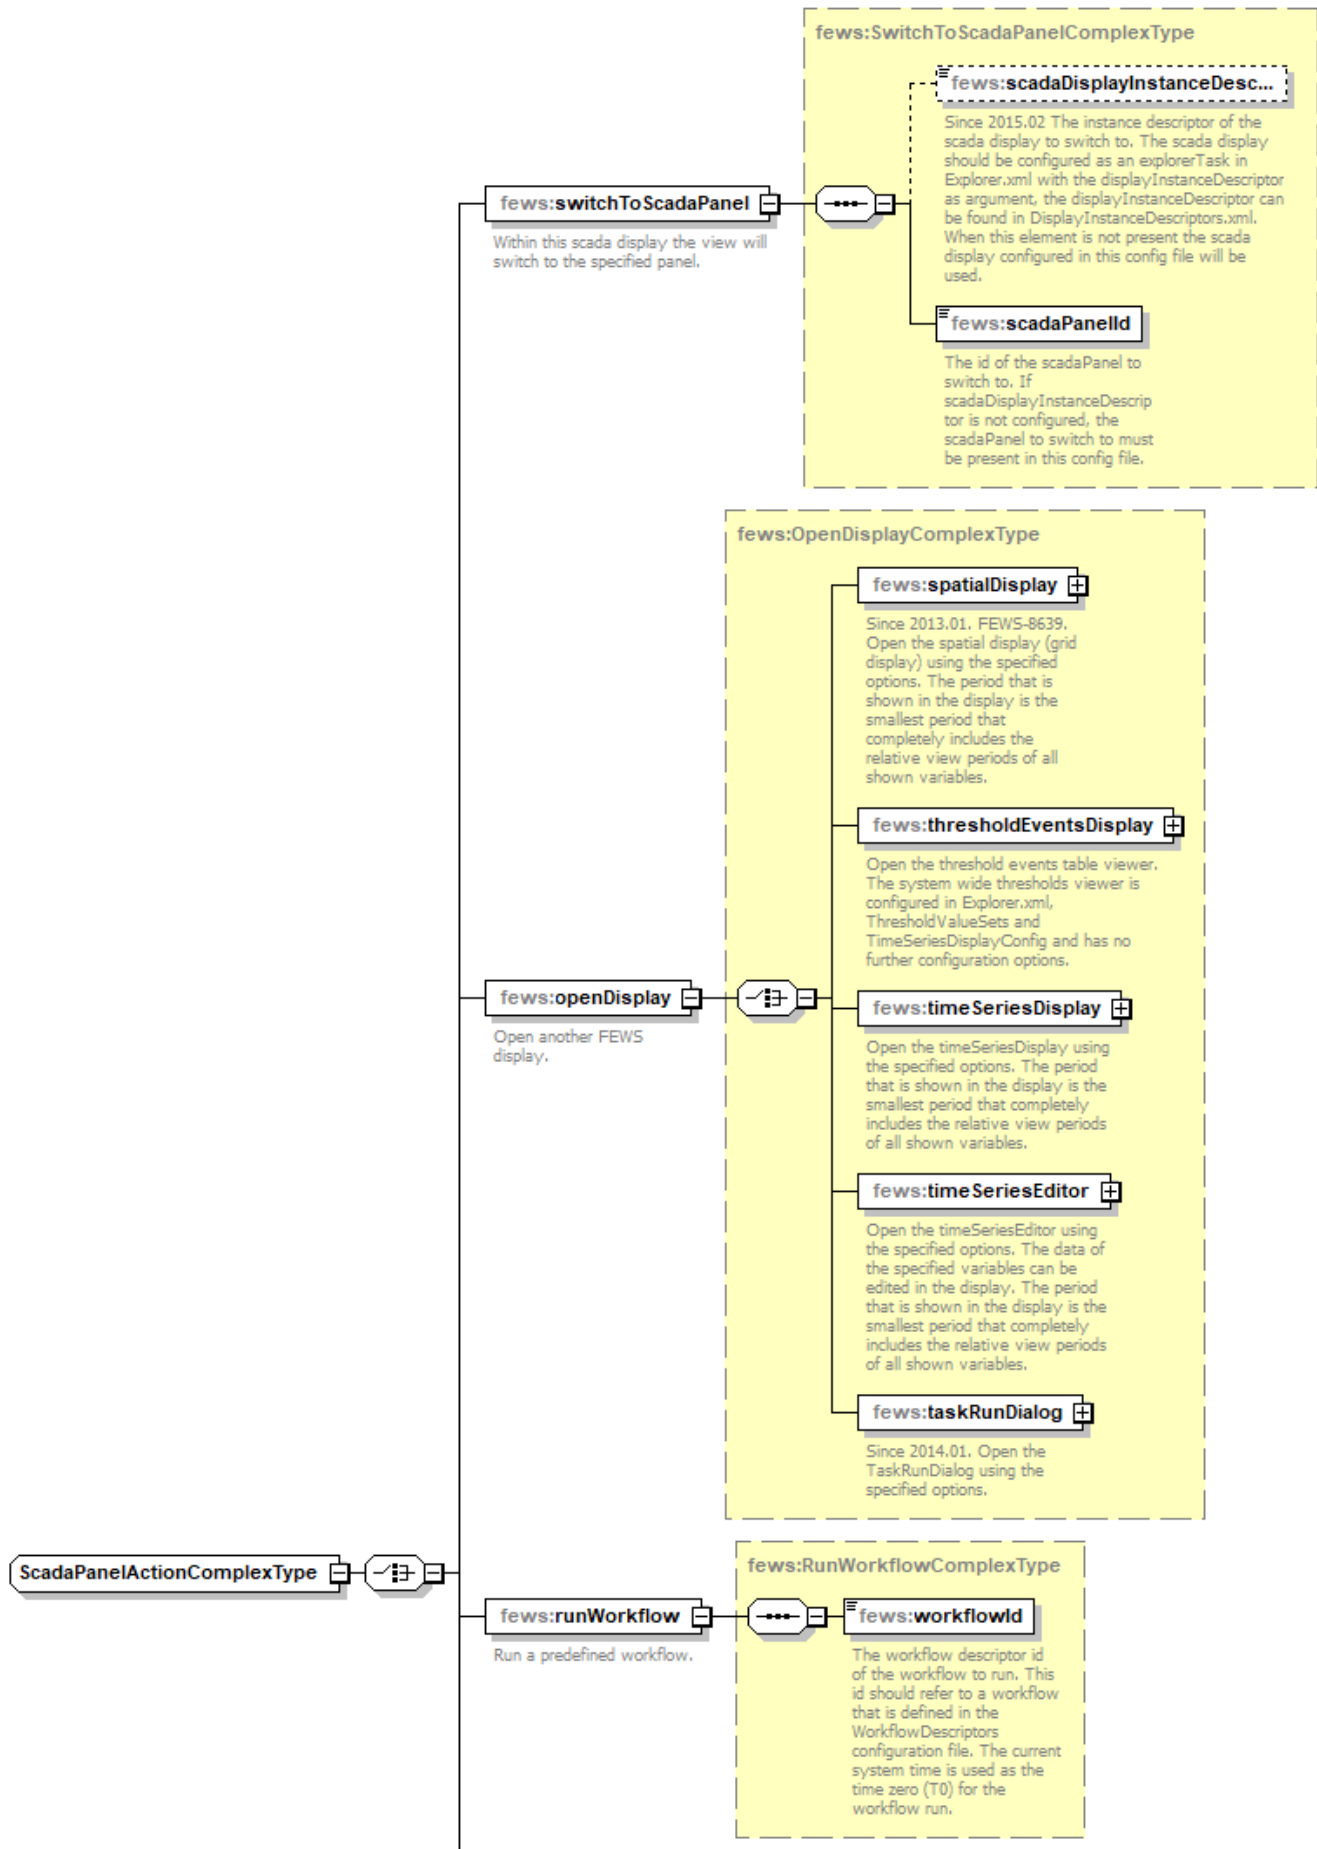 fews:SwitchToScadaPanelComplexType
fews:scadaDisplayInstanceDesc...
Since 2015.02 The instance descriptor of the
scada display to switch to. The scada display
should be configured as an explorerTask in
Explorer.xml with the displayInstanceDescriptor
as argument, the displayInstanceDescriptor can
be found in DisplayInstanceDescriptors.xml.
When this element is not present the scada
display configured in this config file will be
used.
fews:switchToScadaPanel
Within this scada display the view will
switch to the specified panel.
fews:scadaPanelId
The id of the scadaPanel to
switch to. If
scadaDisplayInstanceDescrip
tor is not configured, the
scadaPanel to switch to must
be present in this config file.
fews:OpenDisplayComplexType
fews:spatialDisplay
Since 2013.01. FEWS-8639.
Open the spatial display (grid
display) using the specified
options. The period that is
shown in the display is the
smallest period that
completely includes the
relative view periods of all
shown variables.
fews:thresholdEventsDisplay
Open the threshold events table viewer.
The system wide thresholds viewer is
configured in Explorer.xml,
ThresholdValueSets and
TimeSeriesDisplayConfig and has no
further configuration options.
fews:openDisplay
Open another FEWS
display.
fews:timeSeriesDisplay
Open the timeSeriesDisplay using
the specified options. The period
that is shown in the display is the
smallest period that completely
includes the relative view periods
of all shown variables.
fews:timeSeriesEditor
Open the timeSeriesEditor using
the specified options. The data of
the specified variables can be
edited in the display. The period
that is shown in the display is the
smallest period that completely
includes the relative view periods
of all shown variables.
fews:taskRunDialog
Since 2014.01. Open the
TaskRunDialog using the
specified options.
ScadaPanelActionComplexType
fews:RunWorkflowComplexType
fews:runWorkflow
Run a predefined workflow.
fews:workflowId
The workflow descriptor id
of the workflow to run. This
id should refer to a workflow
that is defined in the
WorkflowDescriptors
configuration file. The current
system time is used as the
time zero (T0) for the
workflow run.